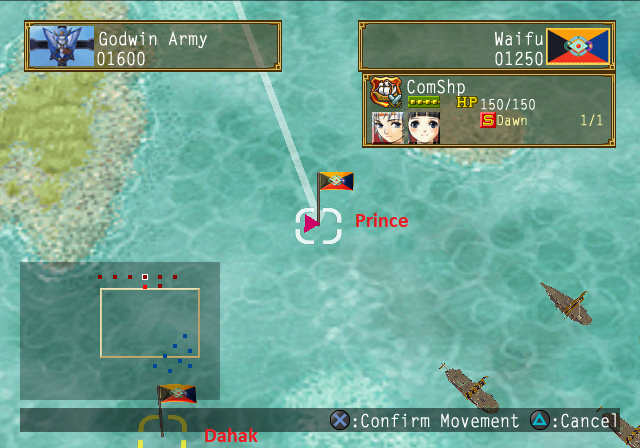 Godwin Army
01600
Waifu
01250
ComShp
HP 150/150
S Dawn 1/1
Prince
Dahak
X:Confirm Movement △:Cancel